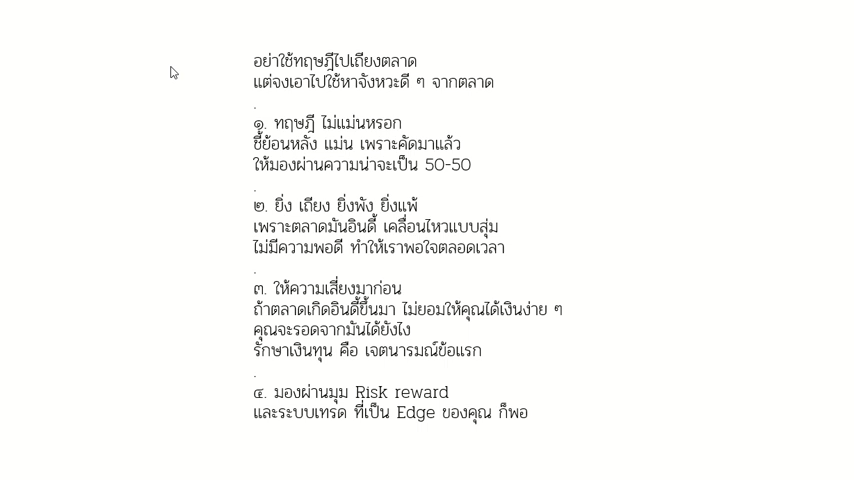 อย่าใช้ทฤษฎีไปเถียงตลาด
แต่จงเอาไปใช้หาจังหวะดี ๆ จากตลาด
.
๑. ทฤษฎี ไม่แม่นหรอก
ชี้ย้อนหลัง แม่น เพราะคัดมาแล้ว
ให้มองผ่านความน่าจะเป็น 50-50
.
๒. ยิ่ง เถียง ยิ่งพัง ยิ่งแพ้
เพราะตลาดมันอินดี้ เคลื่อนไหวแบบสุ่ม
ไม่มีความพอดี ทำให้เราพอใจตลอดเวลา
.
๓. ให้ความเสี่ยงมาก่อน
ถ้าตลาดเกิดอินดี้ขึ้นมา ไม่ยอมให้คุณได้เงินง่าย ๆ
คุณจะรอดจากมันได้ยังไง
รักษาเงินทุน คือ เจตนารมณ์ข้อแรก
.
๔. มองผ่านมุม Risk reward
และระบบเทรด ที่เป็น Edge ของคุณ ก็พอ